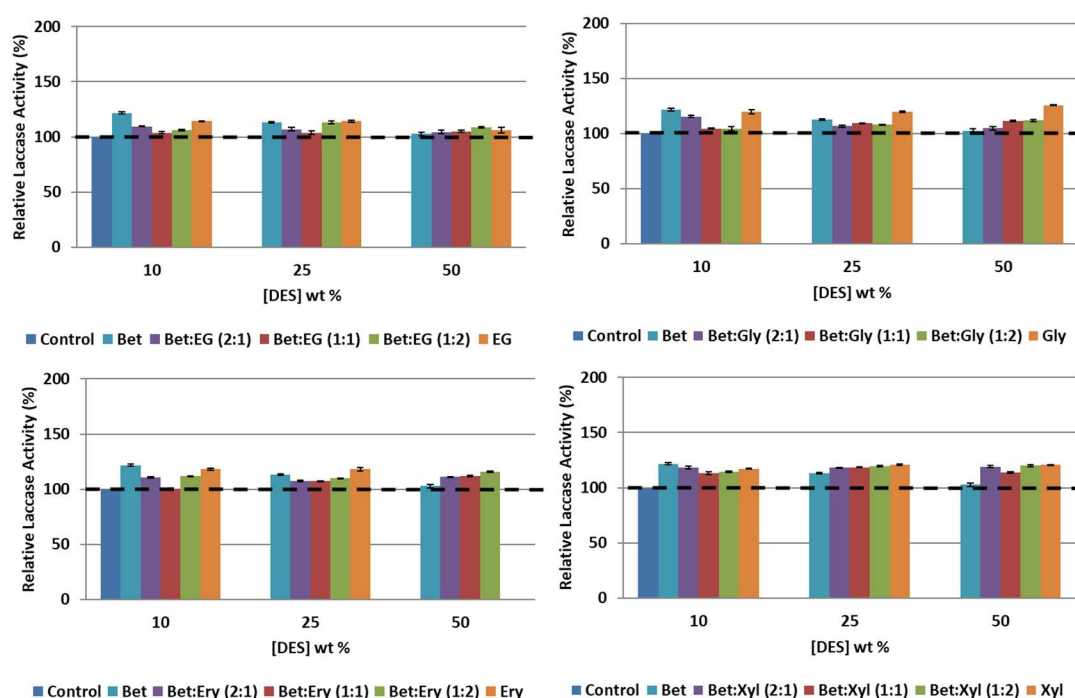 200
150
100
50
0
Relative Laccase Activity (%)
10 25 50
[DES] wt %
Control Bet Bet:EG (2:1) Bet:EG (1:1) Bet:EG (1:2) EG
200
150
100
50
0
Relative Laccase Activity (%)
10 25 50
[DES] wt %
Control Bet Bet:Gly (2:1) Bet:Gly (1:1) Bet:Gly (1:2) Gly
200
150
100
50
0
Relative Laccase Activity (%)
10 25 50
[DES] wt %
Control Bet Bet:Ery (2:1) Bet:Ery (1:1) Bet:Ery (1:2) Ery
200
150
100
50
0
Relative Laccase Activity (%)
10 25 50
[DES] wt %
Control Bet Bet:Xyl (2:1) Bet:Xyl (1:1) Bet:Xyl (1:2) Xyl